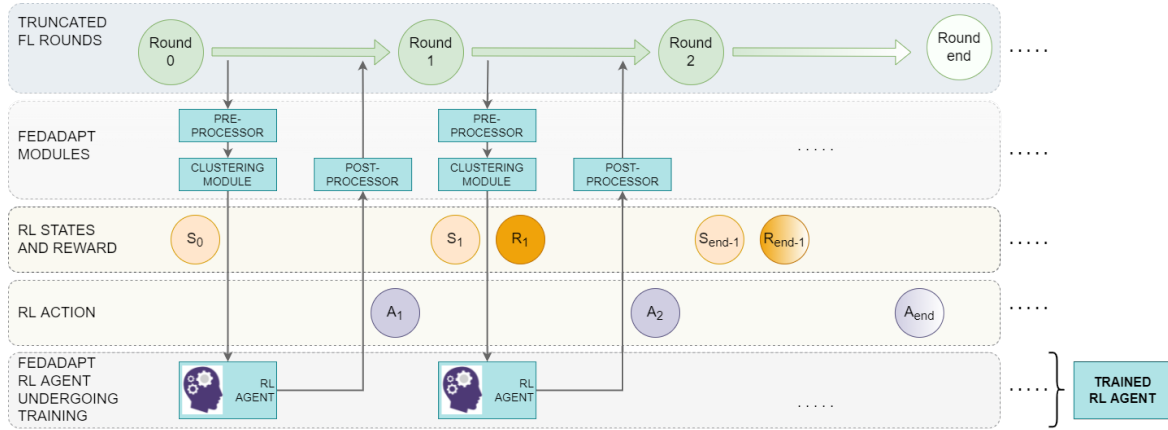 TRUNCATED
FL ROUNDS
Round
0
Round
1
Round
2
Round
end
.....
FEDADAPT
MODULES
PRE-
PROCESSOR
CLUSTERING
MODULE
POST-
PROCESSOR
PRE-
PROCESSOR
CLUSTERING
MODULE
POST-
PROCESSOR
.....
.....
RL STATES
AND REWARD
S0
S1
R1
Send-1
Rend-1
.....
RL ACTION
A1
A2
Aend
.....
FEDADAPT
RL AGENT
UNDERGOING
TRAINING
RL
AGENT
RL
AGENT
.....
.....
TRAINED
RL AGENT